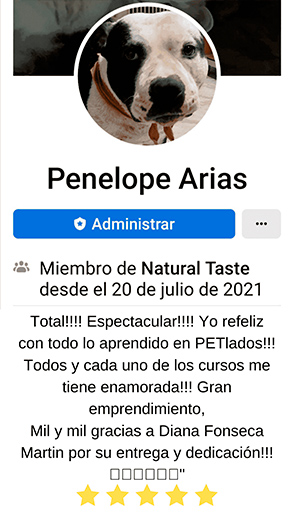 Penelope Arias
Administrar
Miembro de Natural Taste
desde el 20 de julio de 2021
Total!!!! Espectacular!!!! Yo refeliz
con todo lo aprendido en PETlados!!!
Todos y cada uno de los cursos me
tiene enamorada!!! Gran
emprendimiento,
Mil y mil gracias a Diana Fonseca
Martin por su entrega y dedicación!!!
□□□□□□"